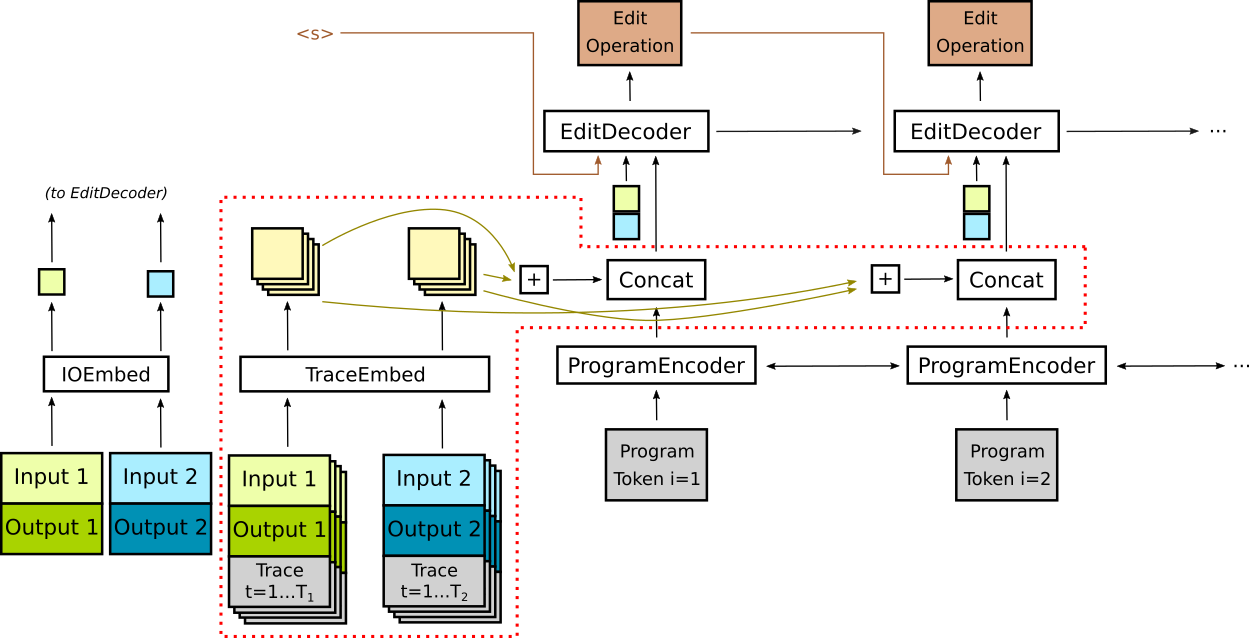 Edit
Operation
Edit
Operation
<s>
EditDecoder
EditDecoder
...
(to EditDecoder)
+
Concat
+
Concat
IOEmbed
TraceEmbed
ProgramEncoder
ProgramEncoder
...
Input 1
Input 2
Output 1
Output 2
Input 1
Output 1
Trace
t=1...T₁
Input 2
Output 2
Trace
t=1...T₂
Program
Token i=1
Program
Token i=2